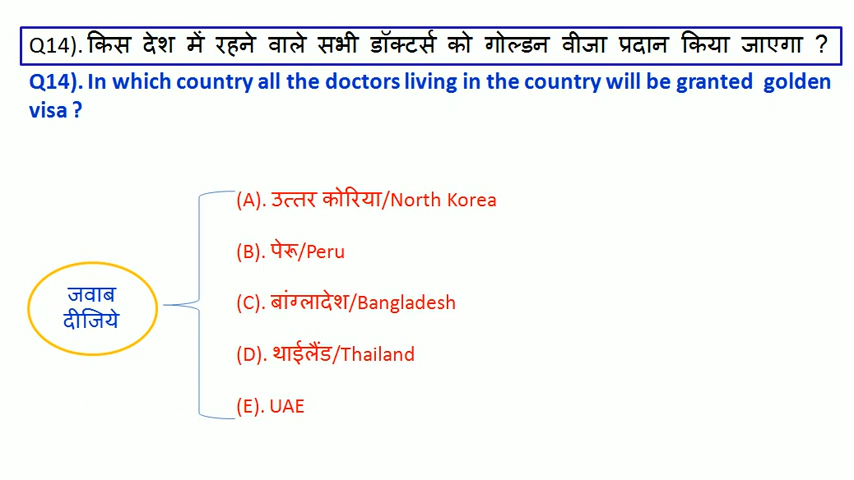 Q14). किस देश में रहने वाले सभी डॉक्टर्स को गोल्डन वीजा प्रदान किया जाएगा ?
Q14). In which country all the doctors living in the country will be granted golden
visa ?
(A). उत्तर कोरिया/North Korea
(B). पेरू/Peru
जवाब
दीजिये
(C). बांग्लादेश/Bangladesh
(D). थाईलैंड/Thailand
(E). UAE